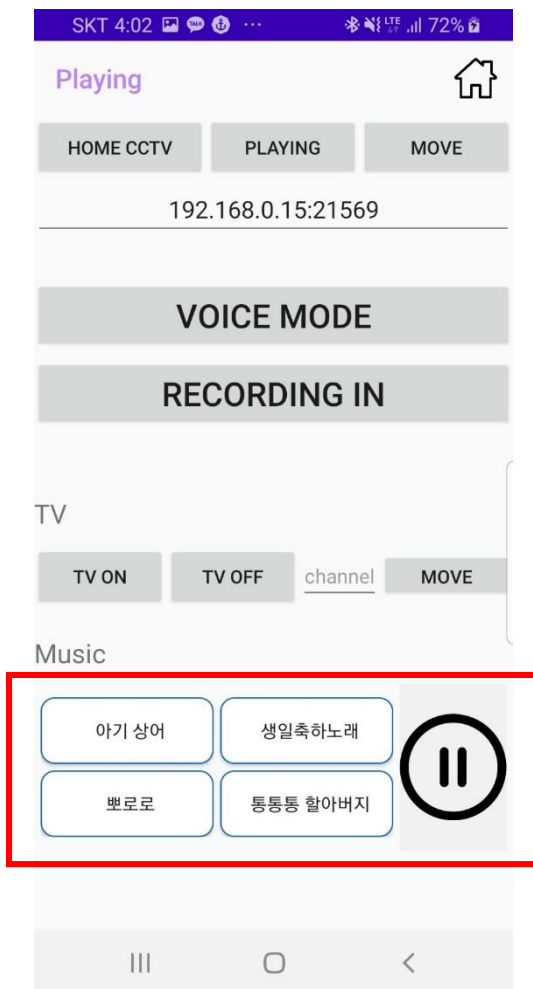 SKT 4:02 TALK ... LTE 72%
Playing
HOME CCTV PLAYING MOVE
192.168.0.15:21569
VOICE MODE
RECORDING IN
TV
TV ON TV OFF channel MOVE
Music
아기 상어 생일축하노래
뽀로로 통통통 할아버지